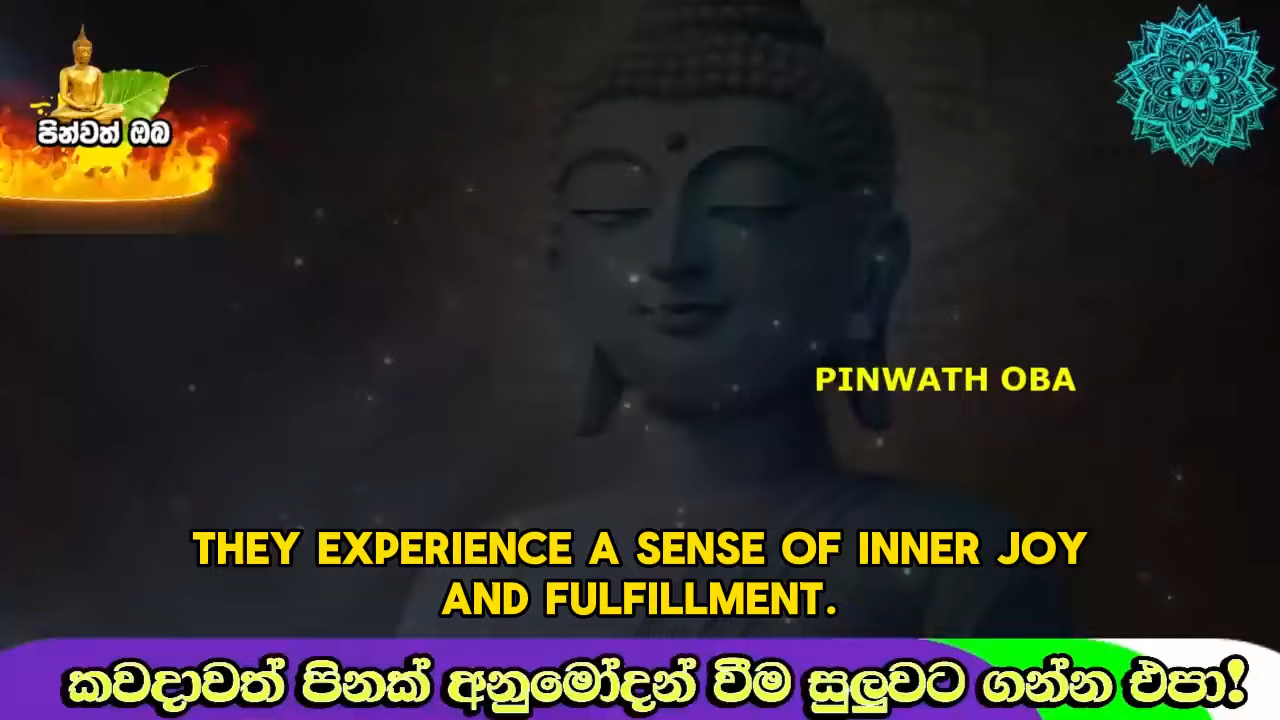 පින්වත් ඔබ
PINWATH OBA
THEY EXPERIENCE A SENSE OF INNER JOY
AND FULFILLMENT.
කවදාවත් පිනක් අනුමෝදන් වීම සුලුවට ගන්න එපා!